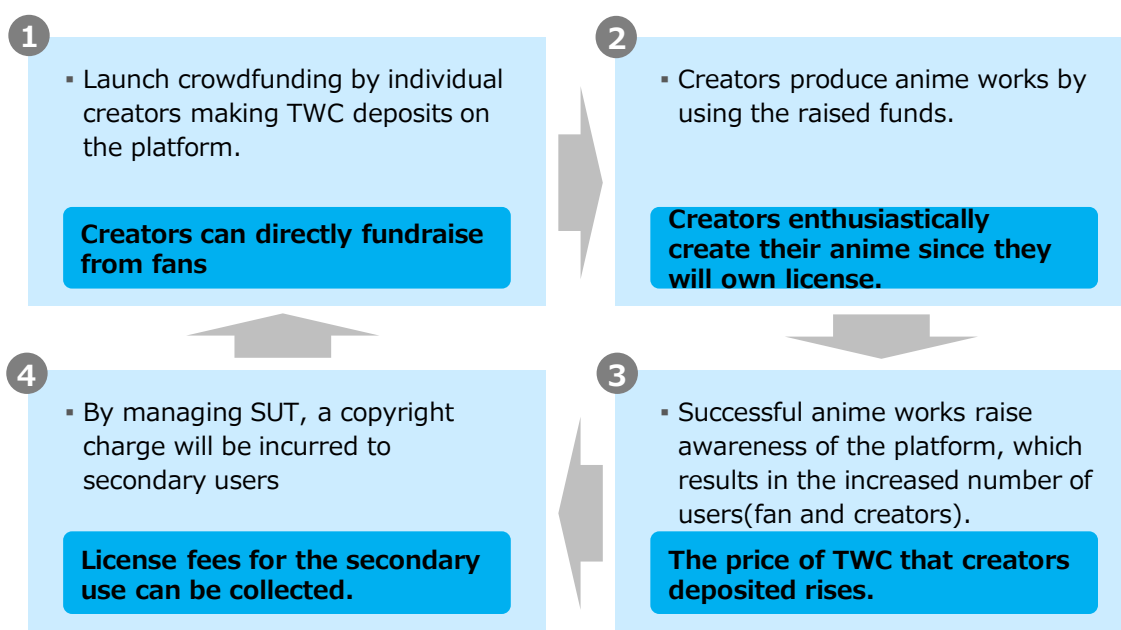 1
▪ Launch crowdfunding by individual
creators making TWC deposits on
the platform.
Creators can directly fundraise
from fans
2
▪ Creators produce anime works by
using the raised funds.
Creators enthusiastically
create their anime since they
will own license.
3
▪ Successful anime works raise
awareness of the platform, which
results in the increased number of
users(fan and creators).
The price of TWC that creators
deposited rises.
4
▪ By managing SUT, a copyright
charge will be incurred to
secondary users
License fees for the secondary
use can be collected.